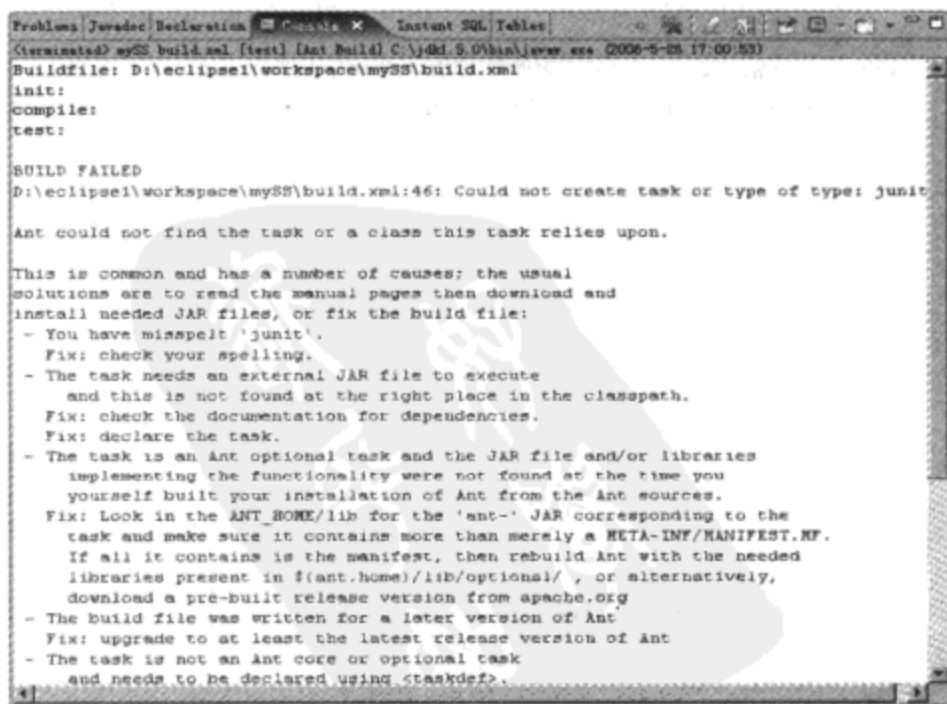 Problems Javadoc Declaration Console Instant SQL Tables
<terminated> mySS build.xml [test] [Ant Build] C:\jdk1.5.0\bin\javaw.exe (2006-5-26 17:00:53)
Buildfile: D:\eclipse1\workspace\mySS\build.xml
init:
compile:
test:
BUILD FAILED
D:\eclipse1\workspace\mySS\build.xml:46: Could not create task or type of type: junit
Ant could not find the task or a class this task relies upon.
This is common and has a number of causes; the usual
solutions are to read the manual pages then download and
install needed JAR files, or fix the build file:
- You have misspelt 'junit'.
Fix: check your spelling.
- The task needs an external JAR file to execute
and this is not found at the right place in the classpath.
Fix: check the documentation for dependencies.
Fix: declare the task.
- The task is an Ant optional task and the JAR file and/or libraries
implementing the functionality were not found at the time you
yourself built your installation of Ant from the Ant sources.
Fix: Look in the ANT_HOME/lib for the 'ant-' JAR corresponding to the
task and make sure it contains more than merely a META-INF/MANIFEST.MF.
If all it contains is the manifest, then rebuild Ant with the needed
libraries present in ${ant.home}/lib/optional/ , or alternatively,
download a pre-built release version from apache.org
- The build file was written for a later version of Ant
Fix: upgrade to at least the latest release version of Ant
- The task is not an Ant core or optional task
and needs to be declared using <taskdef>.